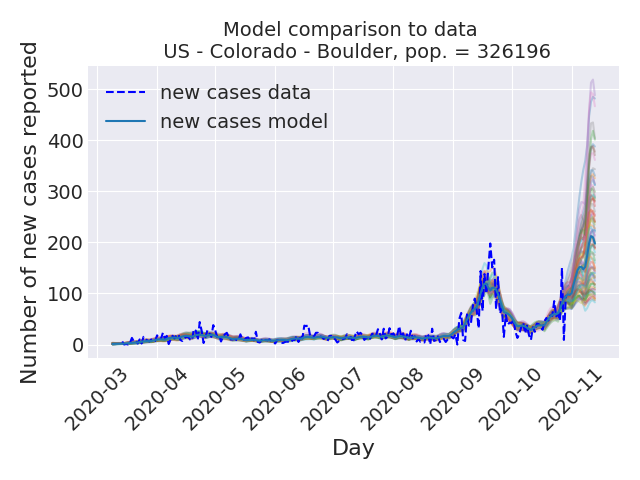 Model comparison to data
US - Colorado - Boulder, pop. = 326196
Number of new cases reported
500
400
300
200
100
0
new cases data
new cases model
2020-03
2020-04
2020-05
2020-06
2020-07
2020-08
2020-09
2020-10
2020-11
Day